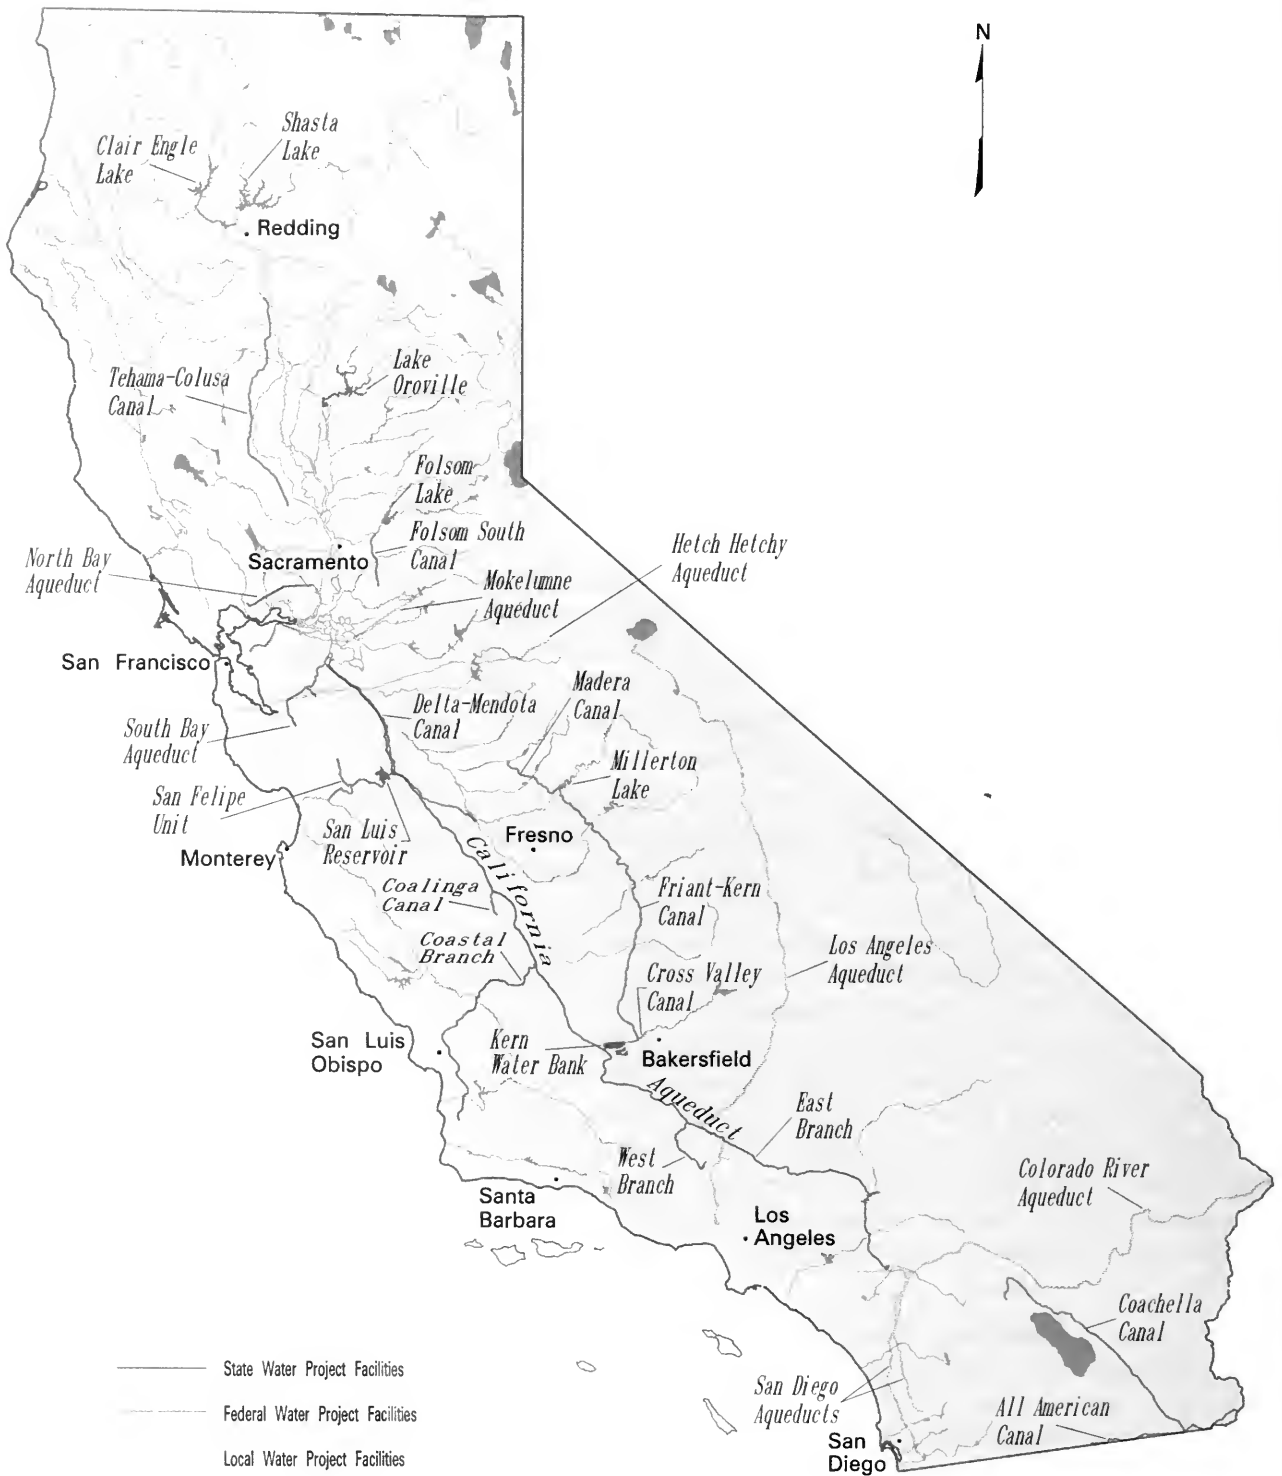 N
Shasta
Lake
Clair Engle
Lake
Redding
Lake
Oroville
Tehama-Colusa
Canal
Folsom
Lake
Folsom South
Canal
Sacramento
North Bay
Aqueduct
Hetch Hetchy
Aqueduct
Mokelumne
Aqueduct
San Francisco
Madera
Canal
Delta-Mendota
Canal
South Bay
Aqueduct
Millerton
Lake
San Felipe
Unit
San Luis
Reservoir
Fresno
Monterey
California
Coalinga
Canal
Friant-Kern
Canal
Coastal
Branch
Los Angeles
Aqueduct
Cross Valley
Canal
San Luis
Obispo
Kern
Water Bank
Bakersfield
Aqueduct
East
Branch
West
Branch
Colorado River
Aqueduct
Santa
Barbara
Los
Angeles
Coachella
Canal
State Water Project Facilities
San Diego
Aqueducts
Federal Water Project Facilities
All American
Canal
San
Diego
Local Water Project Facilities